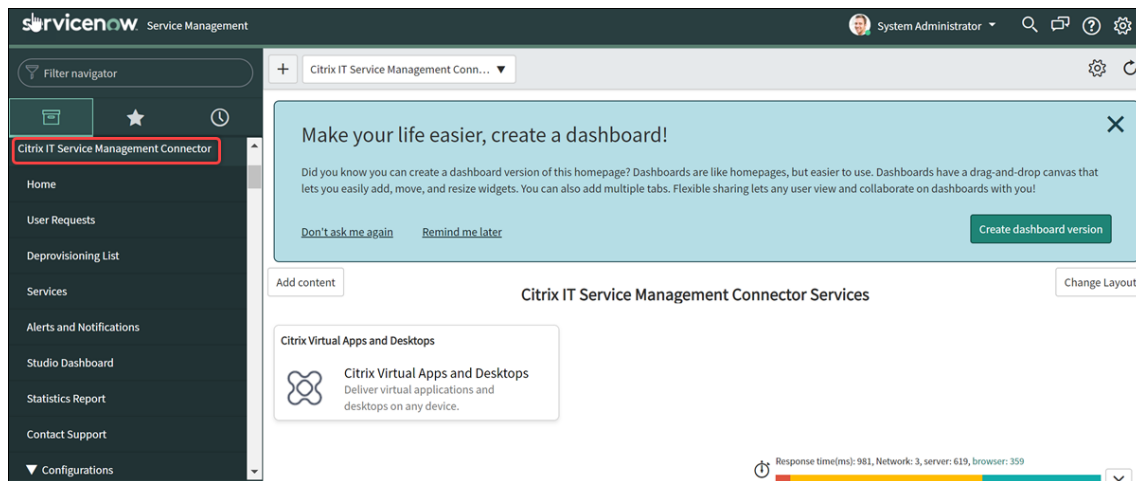 servicenow. Service Management
System Administrator
Filter navigator
Citrix IT Service Management Connector
Home
User Requests
Deprovisioning List
Services
Alerts and Notifications
Studio Dashboard
Statistics Report
Contact Support
Configurations
Citrix IT Service Management Conn...
Make your life easier, create a dashboard!
Did you know you can create a dashboard version of this homepage? Dashboards are like homepages, but easier to use. Dashboards have a drag-and-drop canvas that
lets you easily add, move, and resize widgets. You can also add multiple tabs. Flexible sharing lets any user view and collaborate on dashboards with you!
Don't ask me again Remind me later
Create dashboard version
Add content
Change Layout
Citrix IT Service Management Connector Services
Citrix Virtual Apps and Desktops
Citrix Virtual Apps and Desktops
Deliver virtual applications and
desktops on any device.
Response time(ms): 981, Network: 3, server: 619, browser: 359